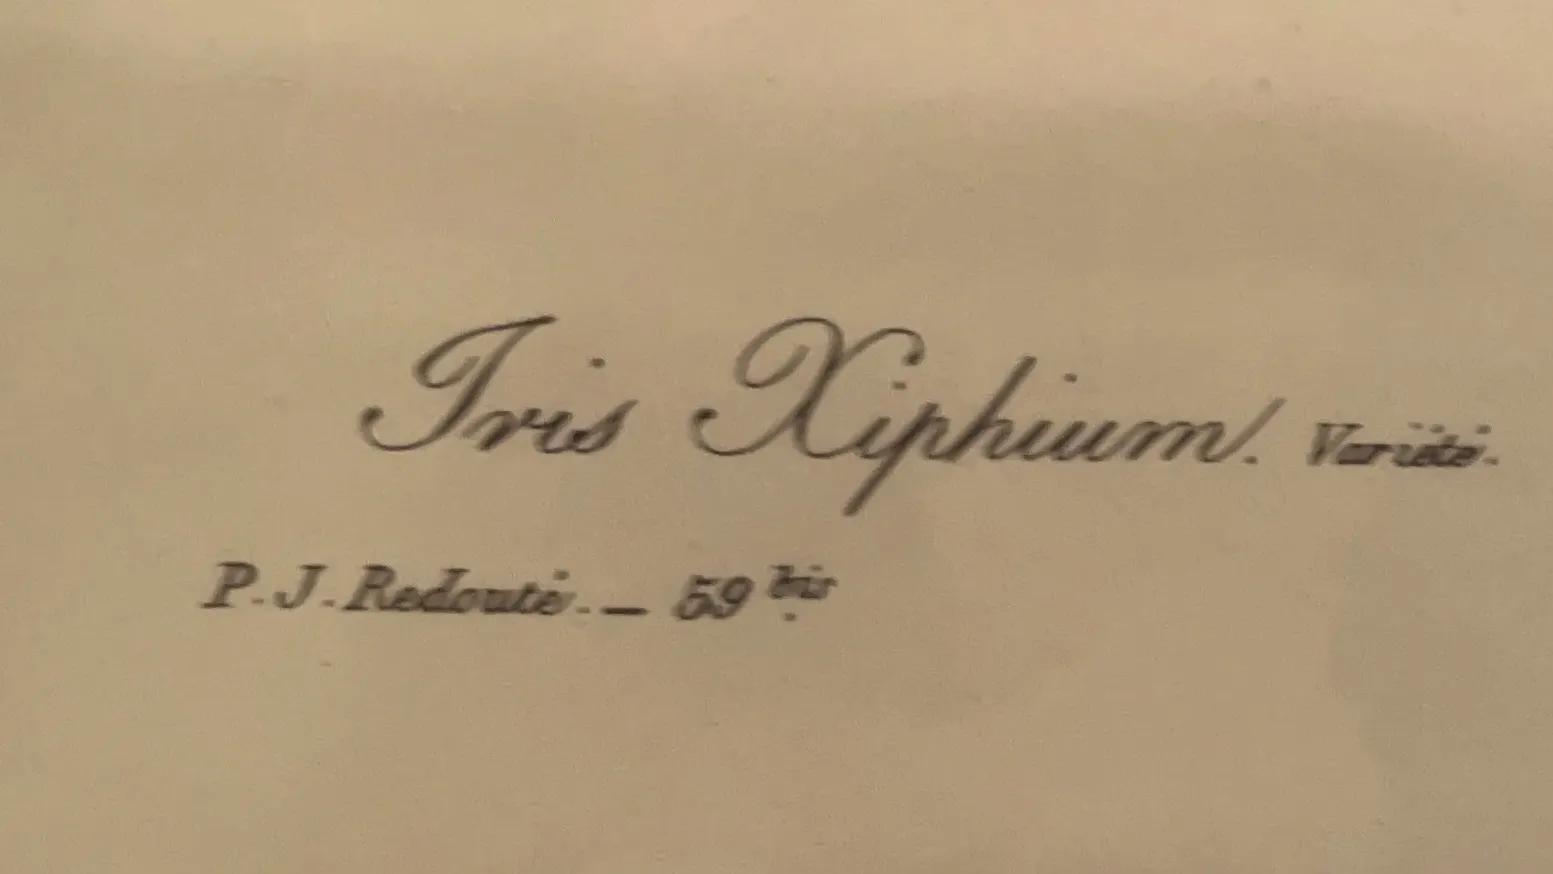 Iris Xiphium. Variété.
P. J. Redouté. – 59 bis